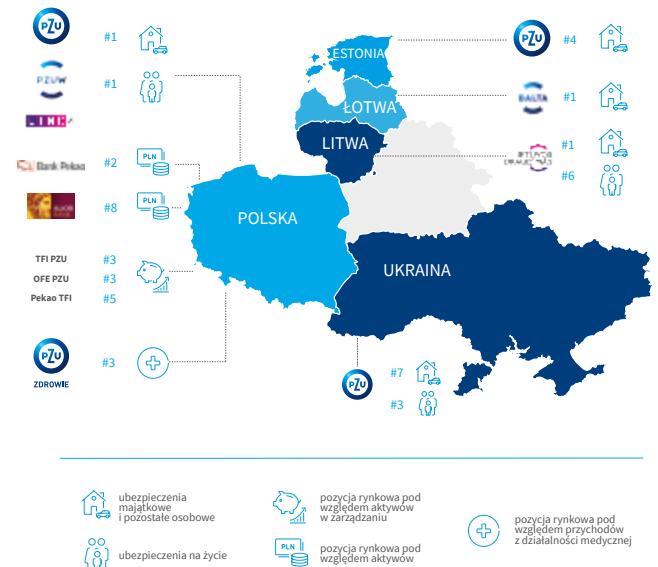 PZU
#1
PZUW
#1
LINK4
Bank Pekao
PLN
#2
#8
PLN
TFI PZU
#3
OFE PZU
#3
Pekao TFI
#5
PZU
ZDROWIE
#3
ESTONIA
ŁOTWA
LITWA
POLSKA
UKRAINA
PZU
#4
BALTA
#1
#1
#6
PZU
#7
#3
ubezpieczenia
majątkowe
i pozostałe osobowe
ubezpieczenia na życie
pozycja rynkowa pod
względem aktywów
w zarządzaniu
PLN
pozycja rynkowa pod
względem aktywów
pozycja rynkowa pod
względem przychodów
z działalności medycznej